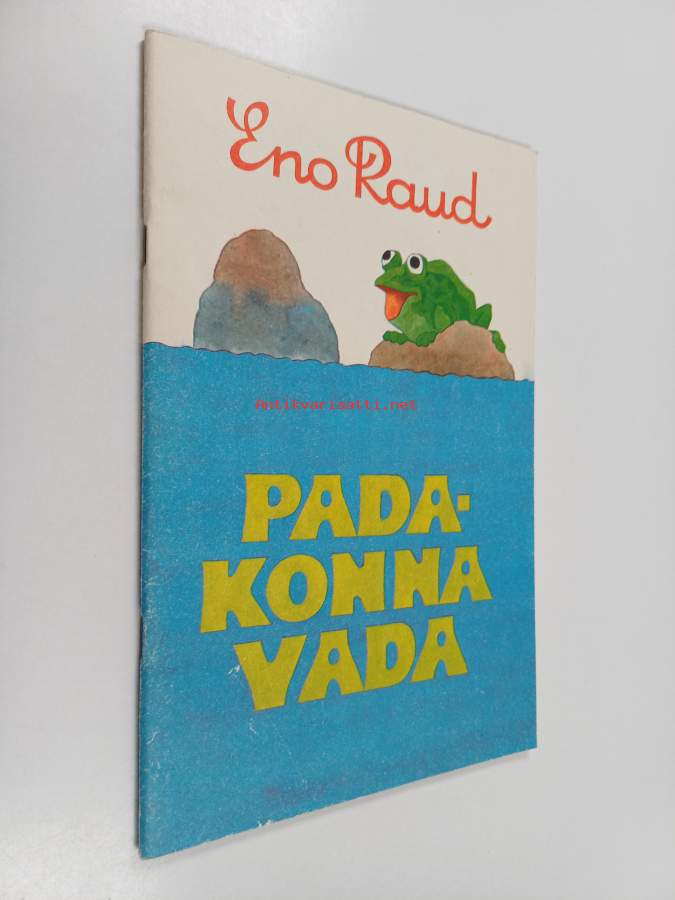 Eno Raud
Antikvariaatti.net
PADA-
KONNA
VADA